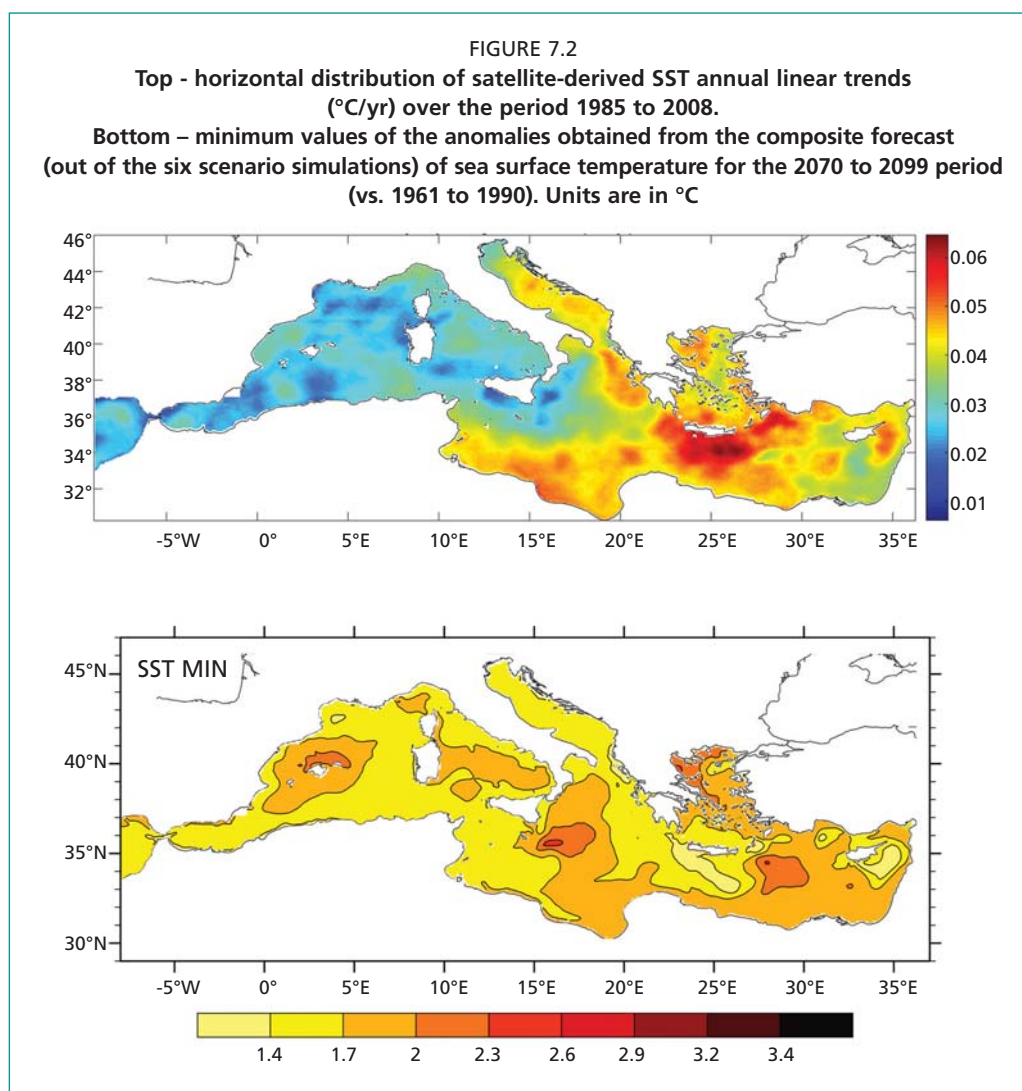 FIGURE 7.2
Top - horizontal distribution of satellite-derived SST annual linear trends
(°C/yr) over the period 1985 to 2008.
Bottom – minimum values of the anomalies obtained from the composite forecast
(out of the six scenario simulations) of sea surface temperature for the 2070 to 2099 period
(vs. 1961 to 1990). Units are in °C
46°
44°
42°
40°
38°
36°
34°
32°
0.06
0.05
0.04
0.03
0.02
0.01
-5°W 0° 5°E 10°E 15°E 20°E 25°E 30°E 35°E
SST MIN
45°N
40°N
35°N
30°N
-5°W 0° 5°E 10°E 15°E 20°E 25°E 30°E 35°E
1.4 1.7 2 2.3 2.6 2.9 3.2 3.4